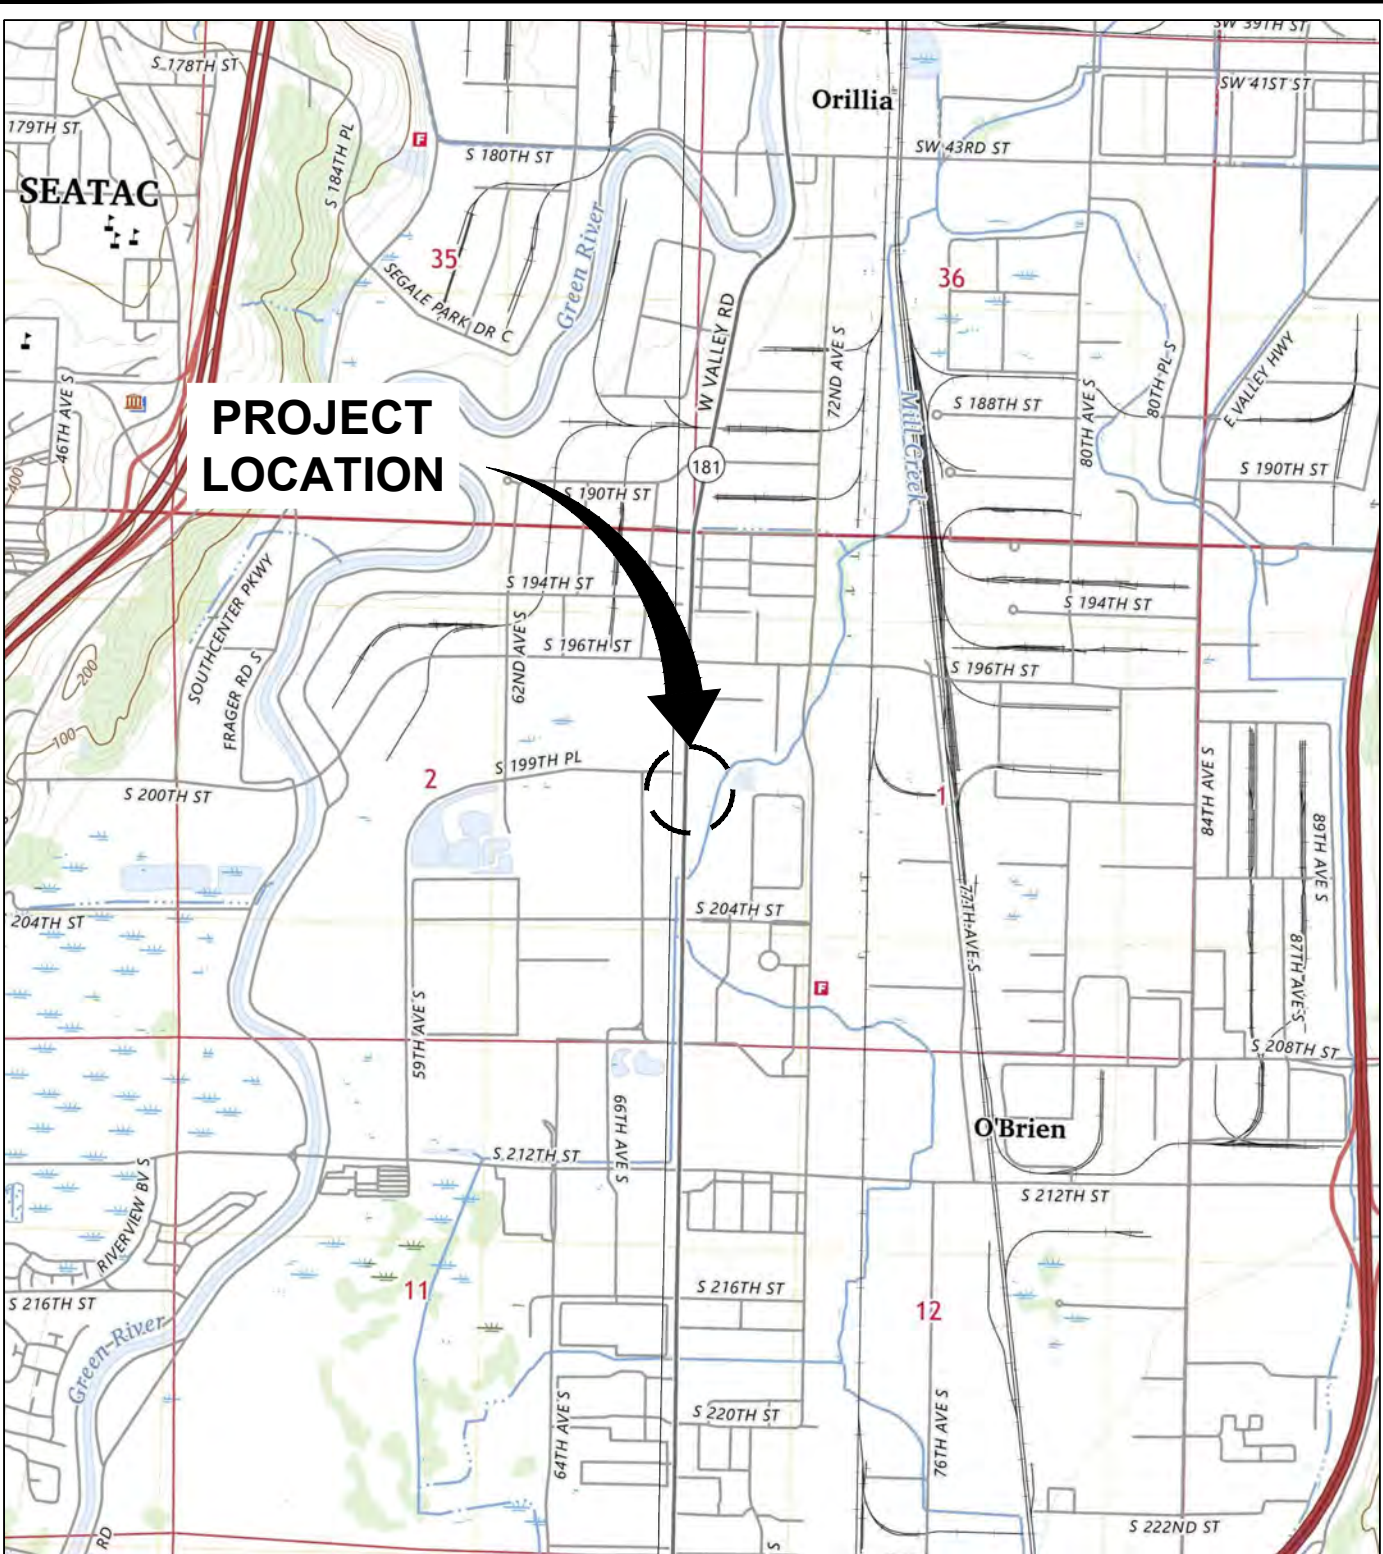 SW 39TH ST
S 178TH ST
Orillia
SW 41ST ST
179TH ST
S 184TH PL
F
S 180TH ST
SW 43RD ST
SEATAC
Green River
35
36
SEGALE PARK DR C
W VALLEY RD
72ND AVE S
80TH PL S
E VALLEY HWY
46TH AVE S
PROJECT
LOCATION
Mill Creek
S 188TH ST
80TH AVE S
400
181
S 190TH ST
S 190TH ST
SOUTHCENTER PKWY
S 194TH ST
S 194TH ST
62ND AVE S
S 196TH ST
S 196TH ST
200
FRAGER RD S
100
S 199TH PL
2
1
S 200TH ST
84TH AVE S
89TH AVE S
204TH ST
S 204TH ST
77TH AVE S
87TH AVE S
F
59TH AVE S
S 208TH ST
66TH AVE S
O'Brien
S 212TH ST
S 212TH ST
RIVERVIEW BV S
11
S 216TH ST
S 216TH ST
12
Green River
64TH AVE S
S 220TH ST
76TH AVE S
S 222ND ST
RD
S